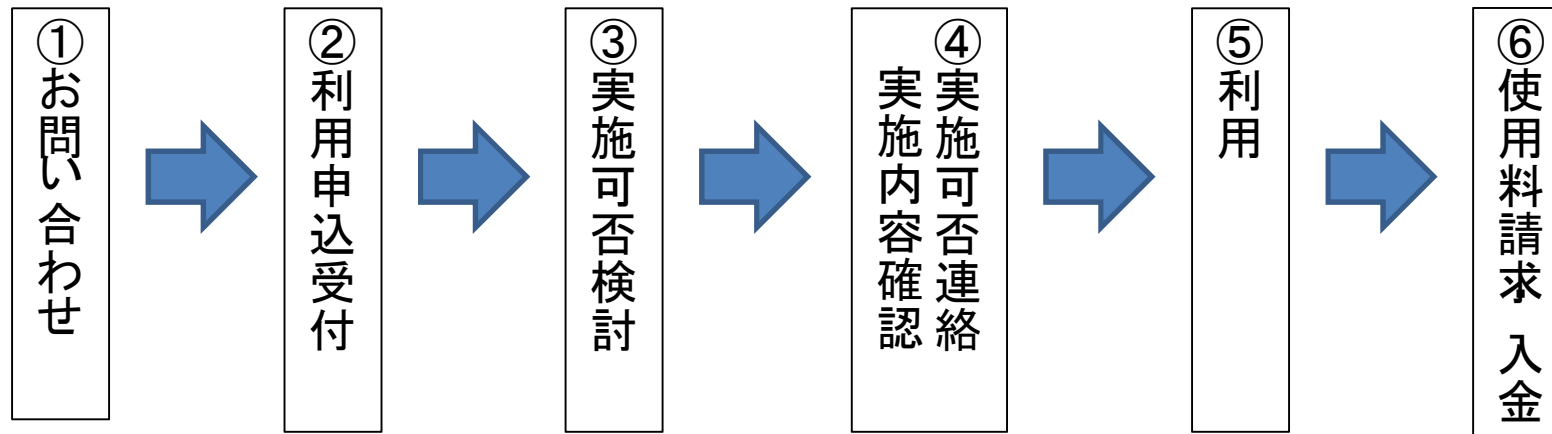 ①お問い合わせ
②利用申込受付
③実施可否検討
④実施可否連絡
実施内容確認
⑤利用
⑥使用料請求、入金